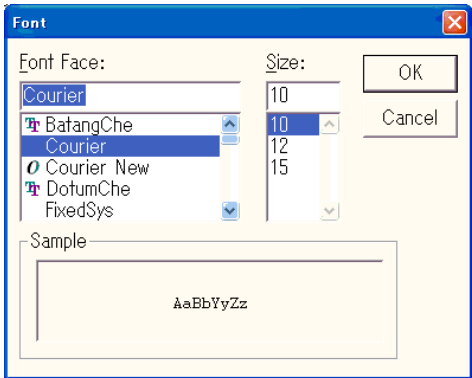 Font
Font Face:
Size:
OK
Courier
10
Cancel
BatangChe
10
Courier
12
Courier New
15
DotumChe
FixedSys
Sample
AaBbYyZz